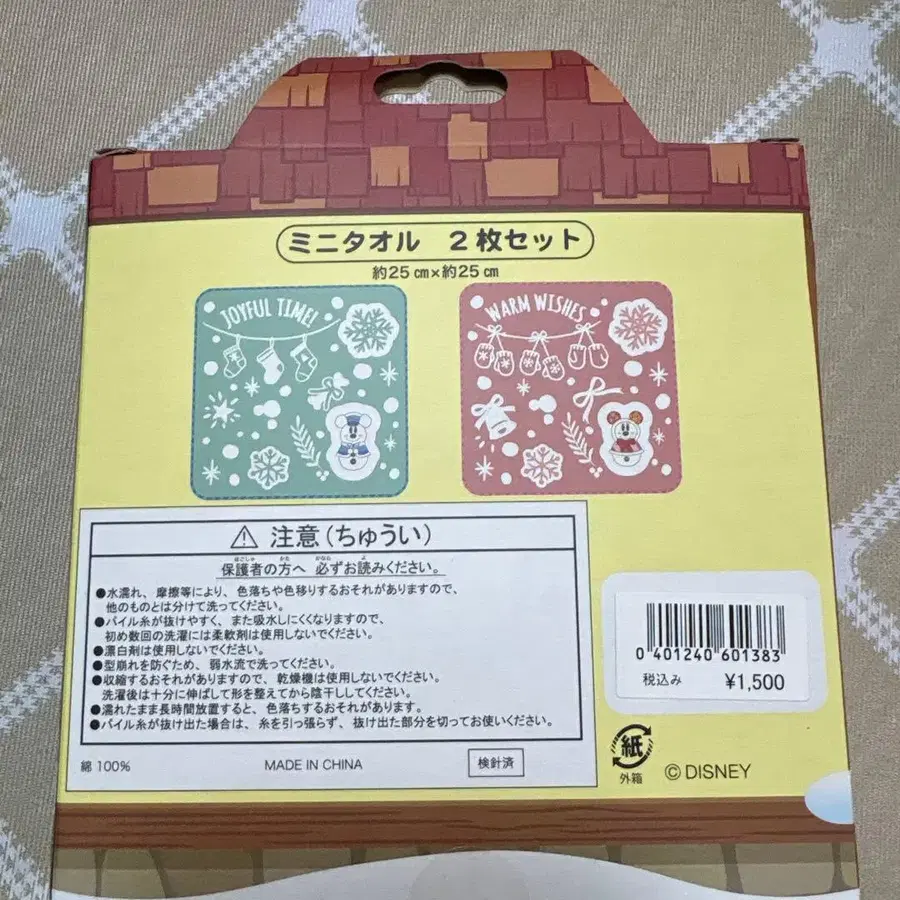 ミニタオル 2枚セット
約25㎝×約25㎝
JOYFUL TIME!
WARM WISHES
⚠ 注意(ちゅうい)
ほごしゃ かた かなら よ
保護者の方へ 必ずお読みください。
●水濡れ、摩擦等により、色落ちや色移りするおそれがありますので、
他のものとは分けて洗ってください。
●パイル糸が抜けやすく、また吸水しにくくなりますので、
初め数回の洗濯には柔軟剤は使用しないでください。
●漂白剤は使用しないでください。
●型崩れを防ぐため、弱水流で洗ってください。
●収縮するおそれがありますので、乾燥機は使用しないでください。
洗濯後は十分に伸ばして形を整えてから陰干ししてください。
●濡れたまま長時間放置すると、色落ちするおそれがあります。
●パイル糸が抜け出た場合は、糸を引っ張らず、抜け出た部分を切ってお使いください。
綿 100%
MADE IN CHINA
検針済
0 401240 601383
税込み ¥1,500
紙
外箱
©DISNEY